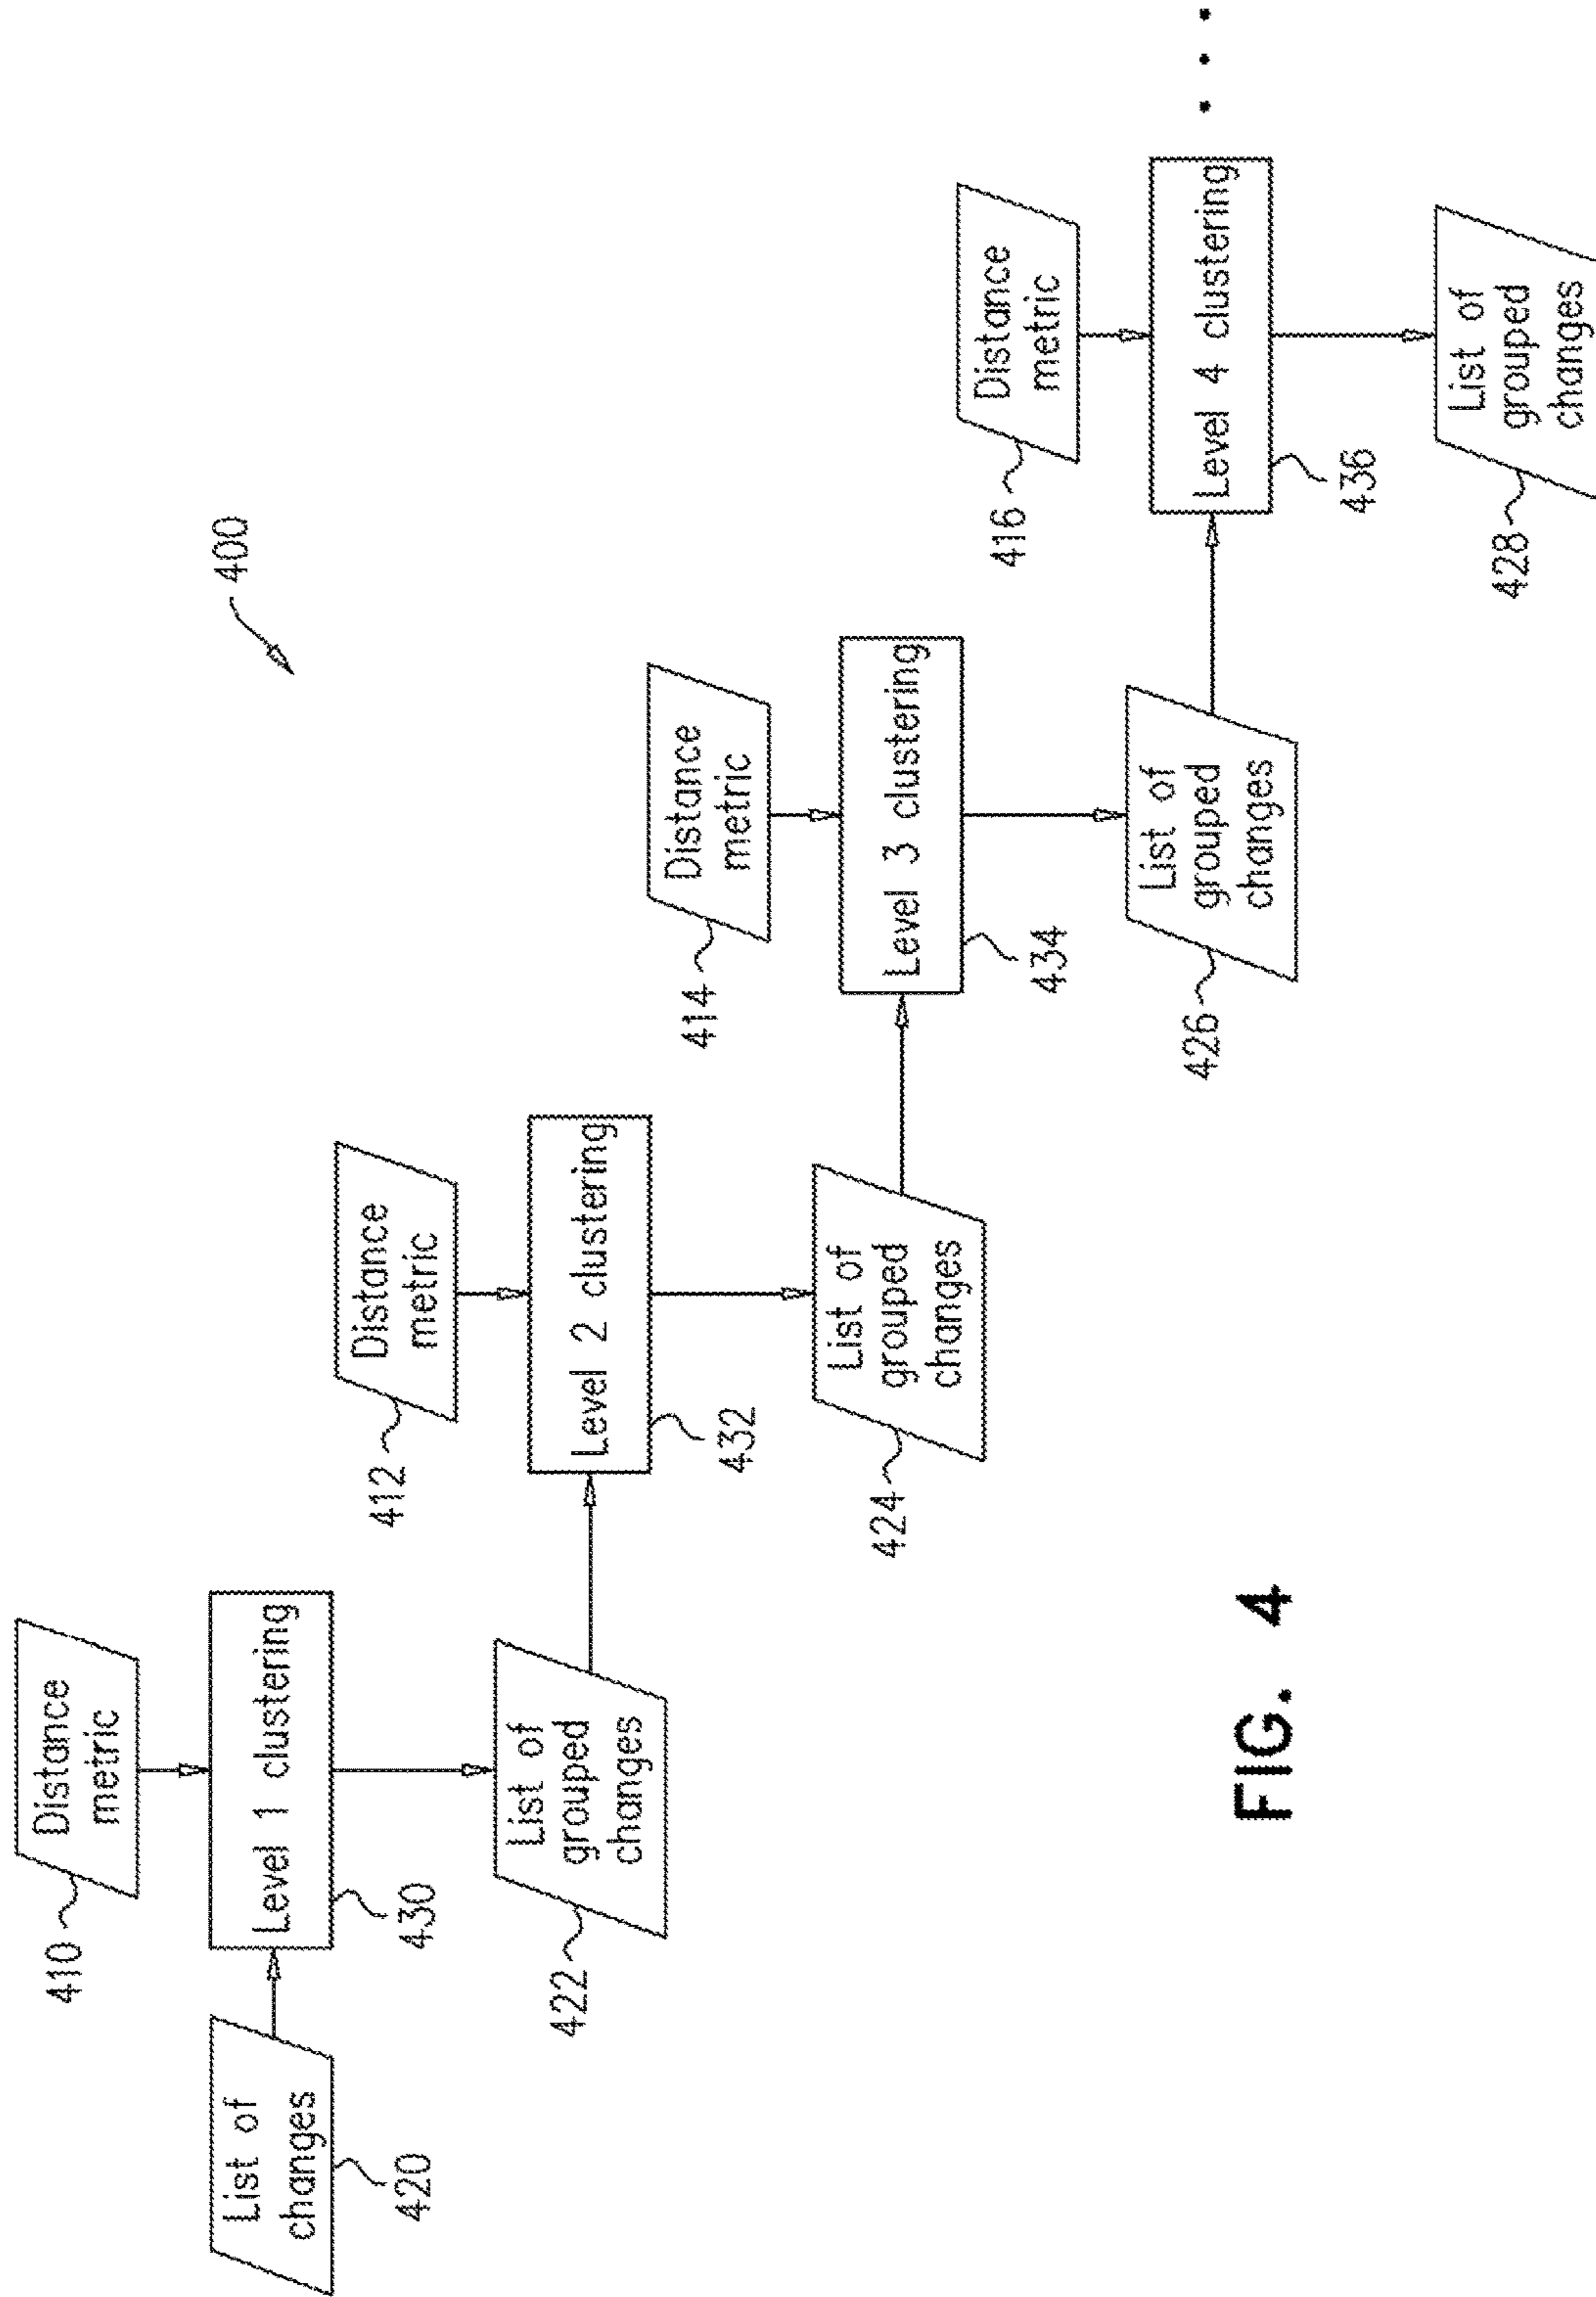 400
410
Distance
metric
List of
changes
420
Level 1 clustering
430
422
List of
grouped
changes
412
Distance
metric
Level 2 clustering
432
424
List of
grouped
changes
414
Distance
metric
Level 3 clustering
434
426
List of
grouped
changes
416
Distance
metric
Level 4 clustering
436
. . .
428
List of
grouped
changes
FIG. 4